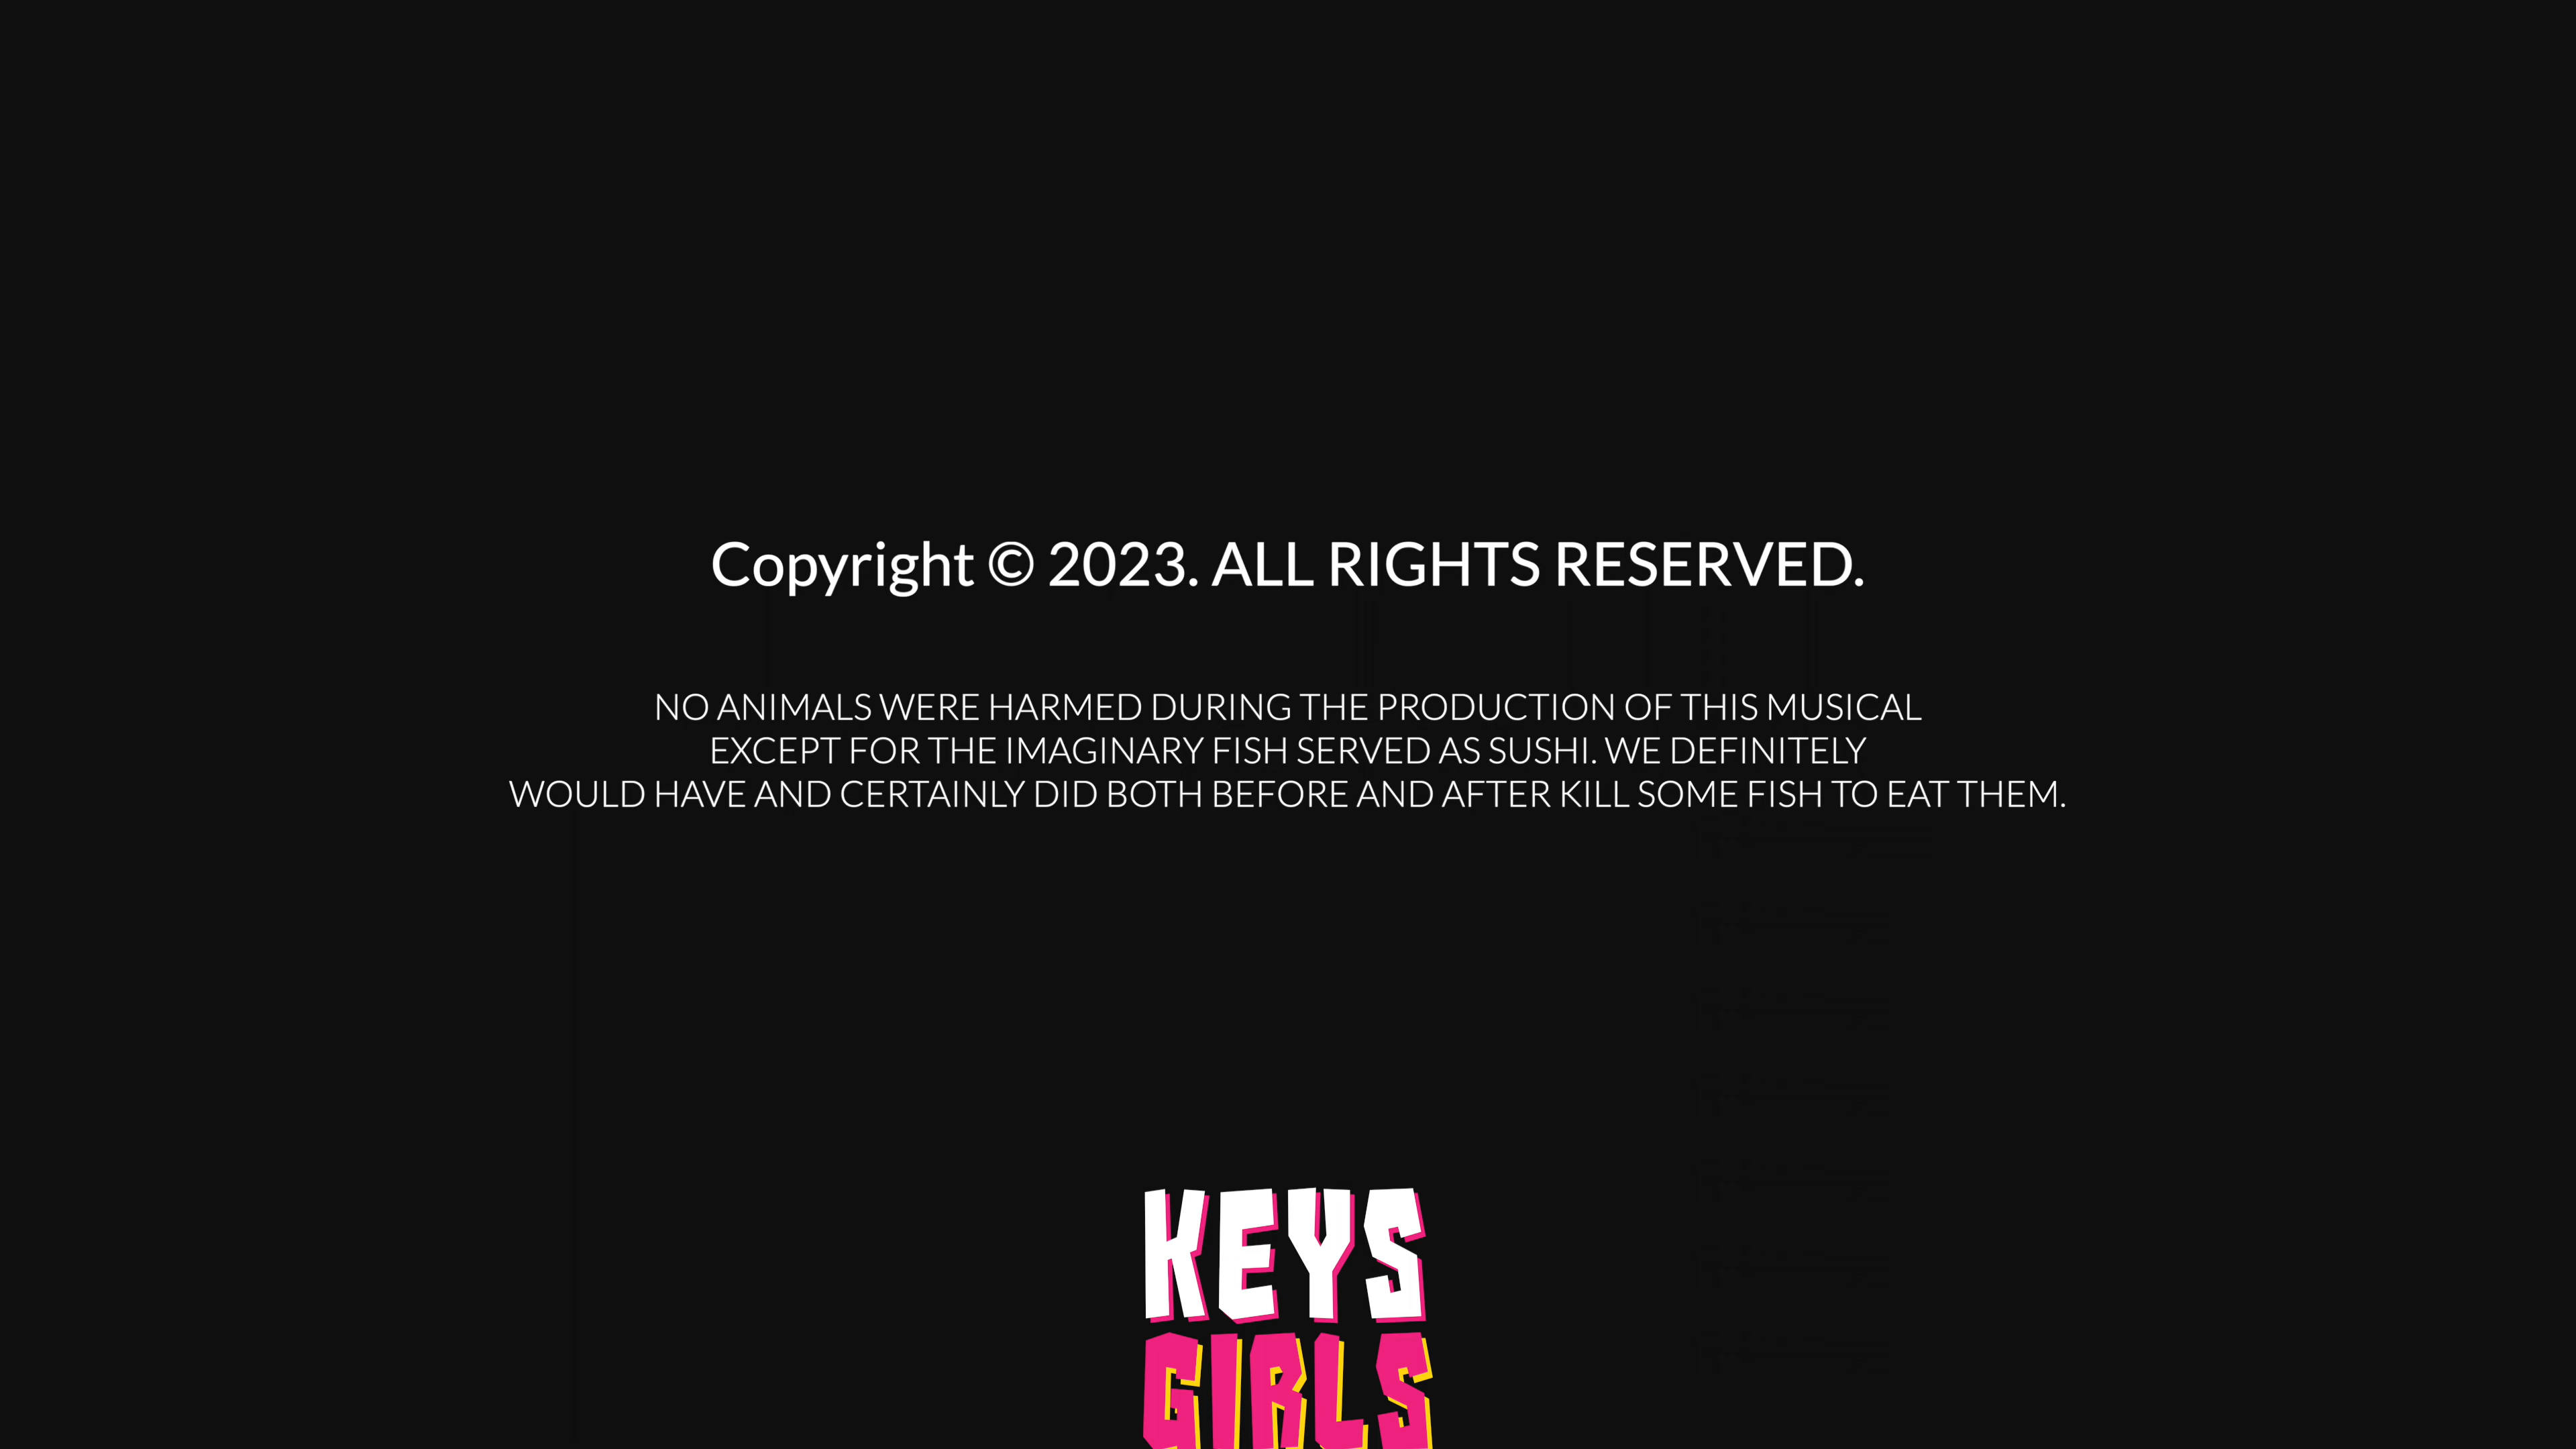 Copyright © 2023. ALL RIGHTS RESERVED.
NO ANIMALS WERE HARMED DURING THE PRODUCTION OF THIS MUSICAL
EXCEPT FOR THE IMAGINARY FISH SERVED AS SUSHI. WE DEFINITELY
WOULD HAVE AND CERTAINLY DID BOTH BEFORE AND AFTER KILL SOME FISH TO EAT THEM.
KEYS
GIRLS